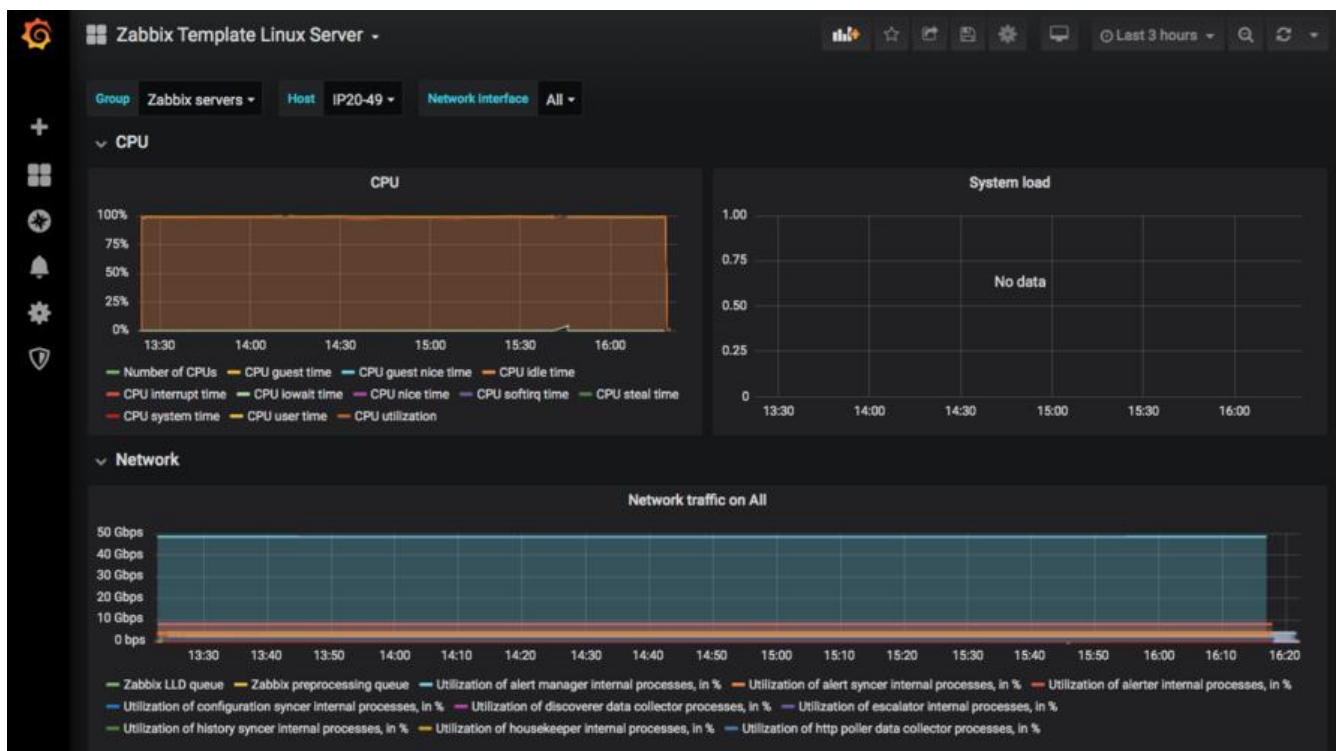 Zabbix Template Linux Server
Last 3 hours
Group Zabbix servers Host IP20-49 Network Interface All
CPU
CPU
100%
75%
50%
25%
0%
13:30 14:00 14:30 15:00 15:30 16:00
Number of CPUs CPU guest time CPU guest nice time CPU idle time
CPU interrupt time CPU iowait time CPU nice time CPU softirq time CPU steal time
CPU system time CPU user time CPU utilization
System load
1.00
0.75
No data
0.50
0.25
0
13:30 14:00 14:30 15:00 15:30 16:00
Network
Network traffic on All
50 Gbps
40 Gbps
30 Gbps
20 Gbps
10 Gbps
0 bps
13:30 13:40 13:50 14:00 14:10 14:20 14:30 14:40 14:50 15:00 15:10 15:20 15:30 15:40 15:50 16:00 16:10 16:20
Zabbix LLD queue Zabbix preprocessing queue Utilization of alert manager internal processes, in % Utilization of alert syncer internal processes, in % Utilization of alerter internal processes, in %
Utilization of configuration syncer internal processes, in % Utilization of discoverer data collector processes, in % Utilization of escalator internal processes, in %
Utilization of history syncer internal processes, in % Utilization of housekeeper internal processes, in % Utilization of http poller data collector processes, in %